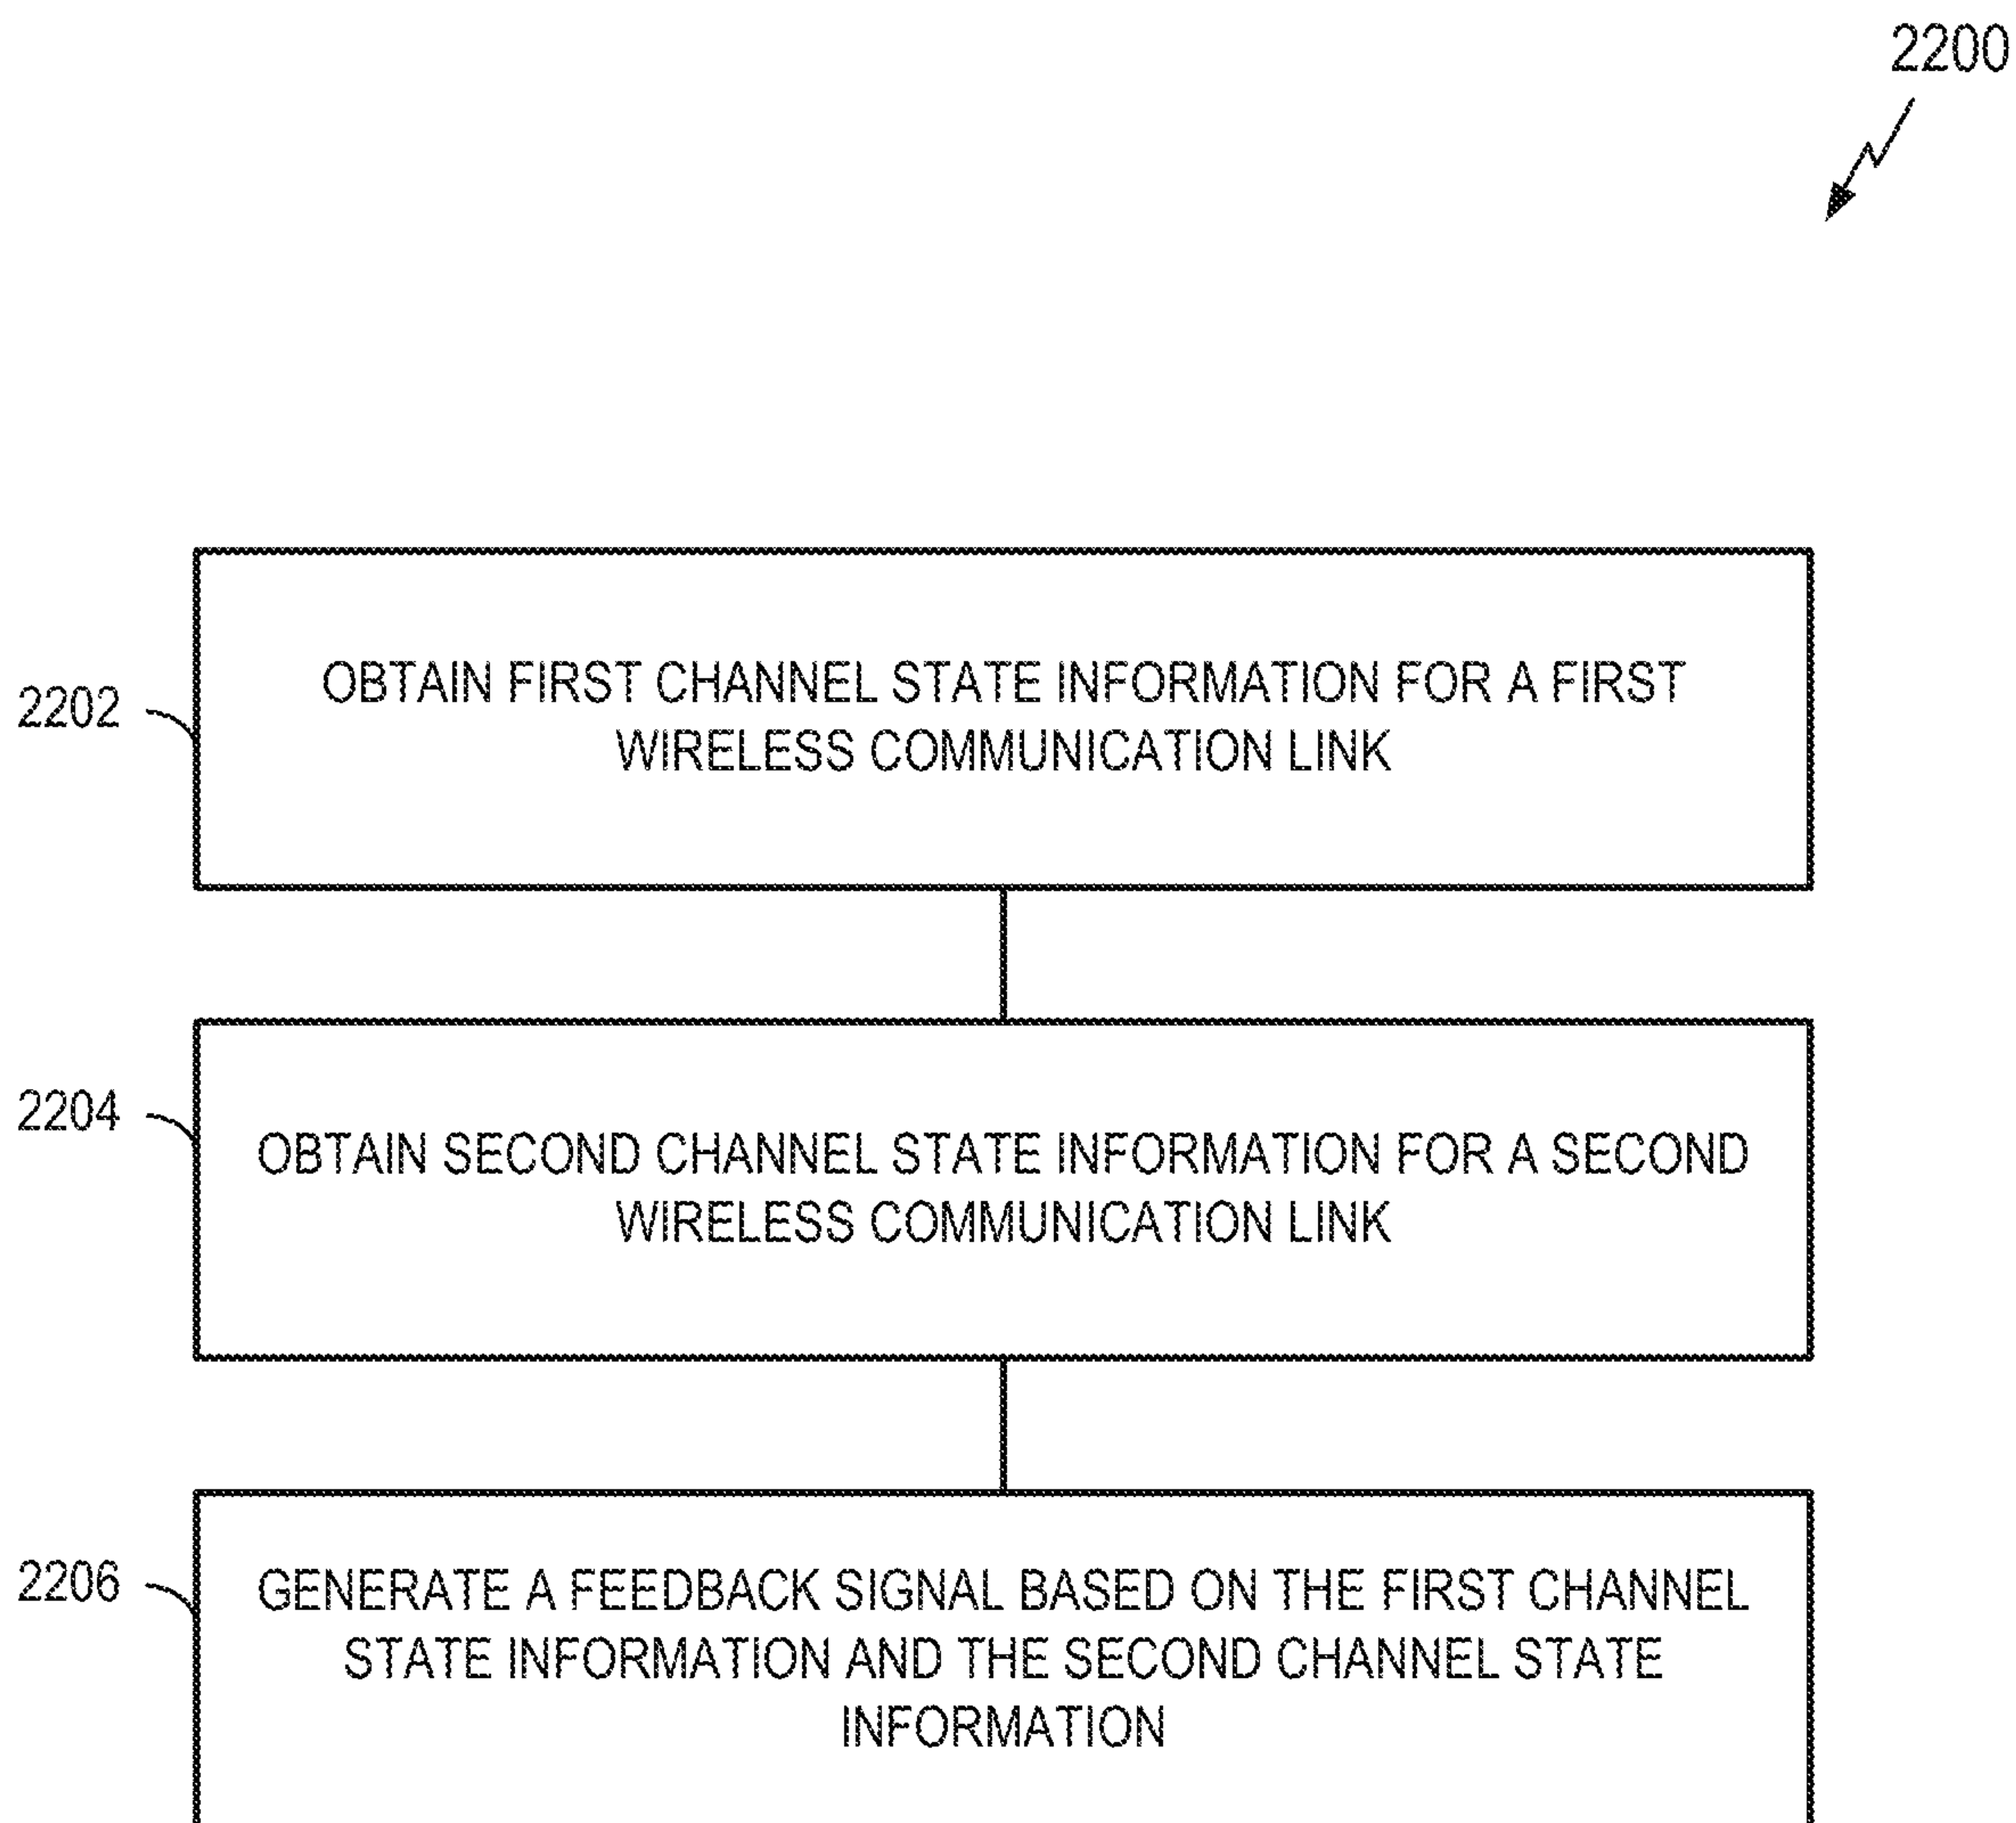 2200
2202
OBTAIN FIRST CHANNEL STATE INFORMATION FOR A FIRST
WIRELESS COMMUNICATION LINK
2204
OBTAIN SECOND CHANNEL STATE INFORMATION FOR A SECOND
WIRELESS COMMUNICATION LINK
2206
GENERATE A FEEDBACK SIGNAL BASED ON THE FIRST CHANNEL
STATE INFORMATION AND THE SECOND CHANNEL STATE
INFORMATION